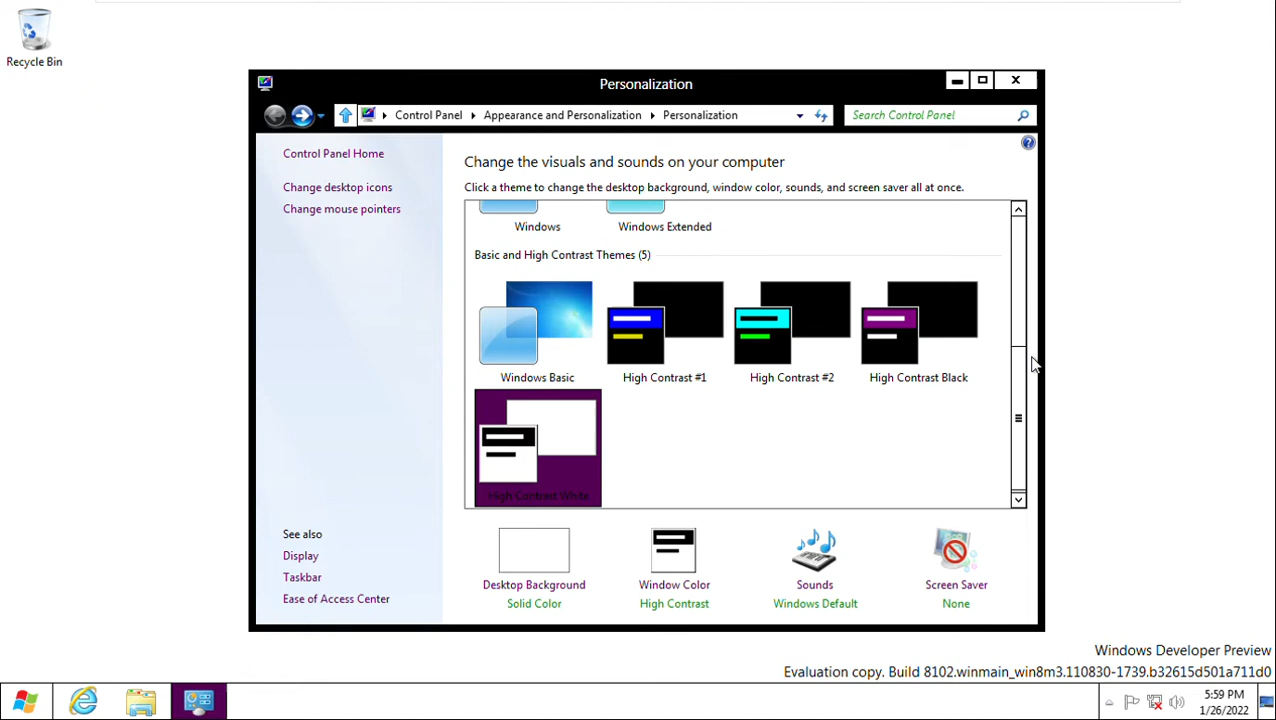 Recycle Bin
Personalization
Control Panel
Appearance and Personalization
Personalization
Search Control Panel
Control Panel Home
Change desktop icons
Change mouse pointers
See also
Display
Taskbar
Ease of Access Center
Change the visuals and sounds on your computer
Click a theme to change the desktop background, window color, sounds, and screen saver all at once.
Windows
Windows Extended
Basic and High Contrast Themes (5)
Windows Basic
High Contrast #1
High Contrast #2
High Contrast Black
High Contrast White
Desktop Background
Solid Color
Window Color
High Contrast
Sounds
Windows Default
Screen Saver
None
Windows Developer Preview
Evaluation copy. Build 8102.winmain_win8m3.110830-1739.b32615d501a711d0
5:59 PM
1/26/2022